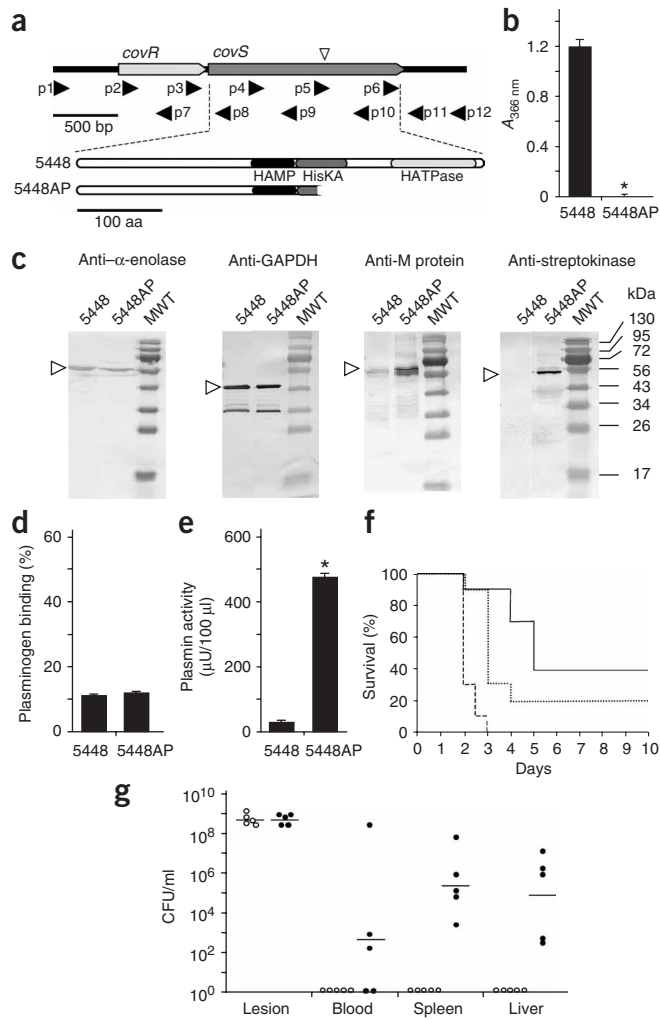 a
covR covS
p1 p2 p3 p4 p5 p6
p7 p8 p9 p10 p11 p12
500 bp
5448
HAMP HisKA HATPase
5448AP
100 aa
b
A366 nm
1.2
0.8
0.4
0
*
5448 5448AP
c
Anti–α-enolase
5448
5448AP
MWT
Anti-GAPDH
5448
5448AP
MWT
Anti-M protein
5448
5448AP
MWT
Anti-streptokinase
5448
5448AP
MWT
kDa
130
95
72
56
43
34
26
17
d
Plasminogen binding (%)
60
40
20
0
5448 5448AP
e
Plasmin activity
(μU/100 μl)
600
400
200
0
*
5448 5448AP
f
Survival (%)
100
80
60
40
20
0
0 1 2 3 4 5 6 7 8 9 10
Days
g
CFU/ml
10^10
10^8
10^6
10^4
10^2
10^0
Lesion Blood Spleen Liver